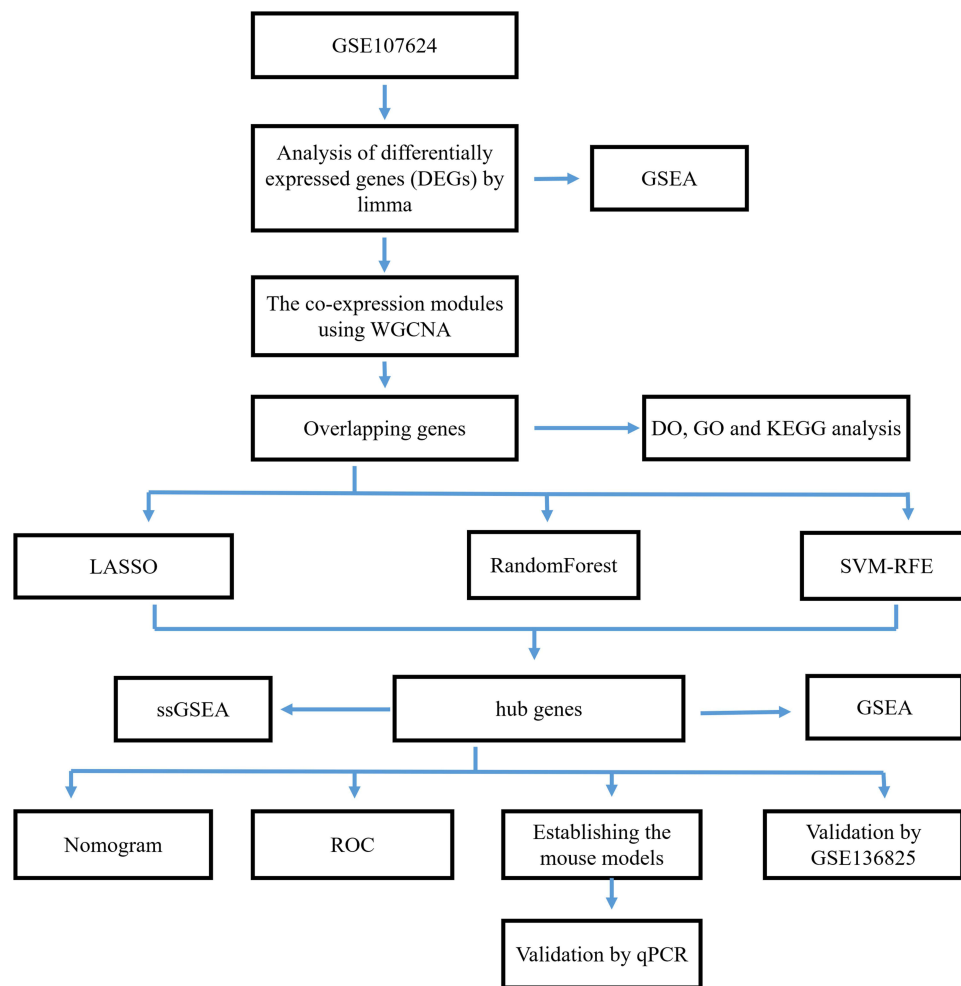 GSE107624
Analysis of differentially
expressed genes (DEGs) by
limma
GSEA
The co-expression modules
using WGCNA
Overlapping genes
DO, GO and KEGG analysis
LASSO
RandomForest
SVM-RFE
ssGSEA
hub genes
GSEA
Nomogram
ROC
Establishing the
mouse models
Validation by
GSE136825
Validation by qPCR